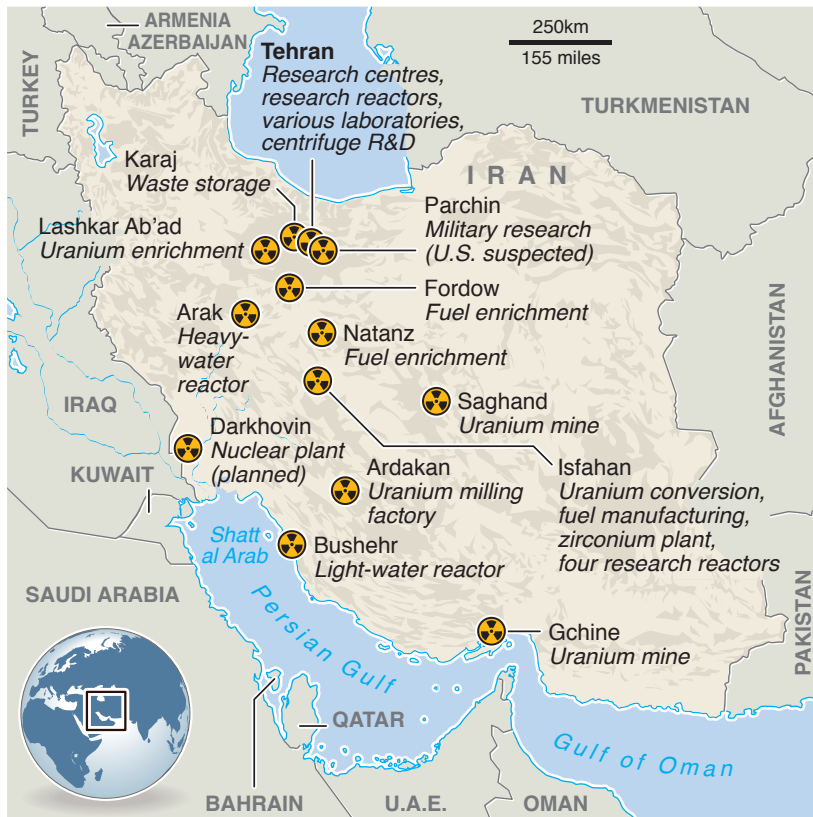 ARMENIA
AZERBAIJAN
TURKEY
Tehran
Research centres,
research reactors,
various laboratories,
centrifuge R&D
250km
155 miles
TURKMENISTAN
IRAN
Karaj
Waste storage
Lashkar Ab’ad
Uranium enrichment
Parchin
Military research
(U.S. suspected)
Fordow
Fuel enrichment
Arak
Heavy-
water
reactor
Natanz
Fuel enrichment
AFGHANISTAN
IRAQ
Saghand
Uranium mine
Darkhovin
Nuclear plant
(planned)
KUWAIT
Ardakan
Uranium milling
factory
Isfahan
Uranium conversion,
fuel manufacturing,
zirconium plant,
four research reactors
Shatt
al Arab
Bushehr
Light-water reactor
SAUDI ARABIA
Persian Gulf
PAKISTAN
Gchine
Uranium mine
QATAR
Gulf of Oman
BAHRAIN
U.A.E.
OMAN